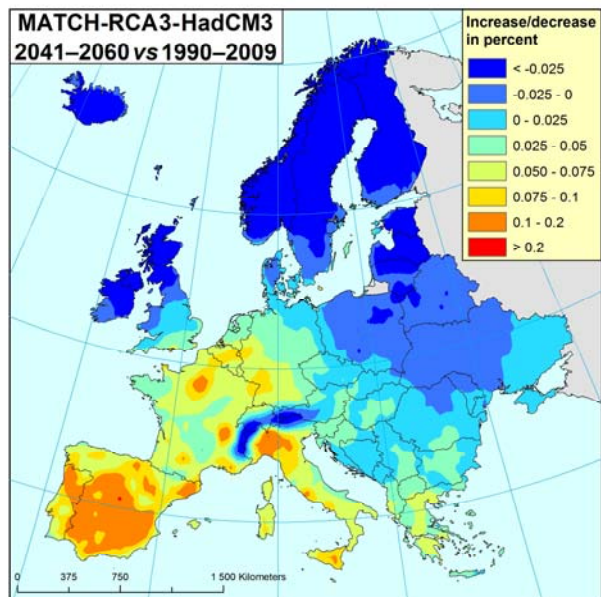 MATCH-RCA3-HadCM3
2041–2060 vs 1990–2009
Increase/decrease
in percent
< -0.025
-0.025 - 0
0 - 0.025
0.025 - 0.05
0.050 - 0.075
0.075 - 0.1
0.1 - 0.2
> 0.2
0 375 750 1 500 Kilometers